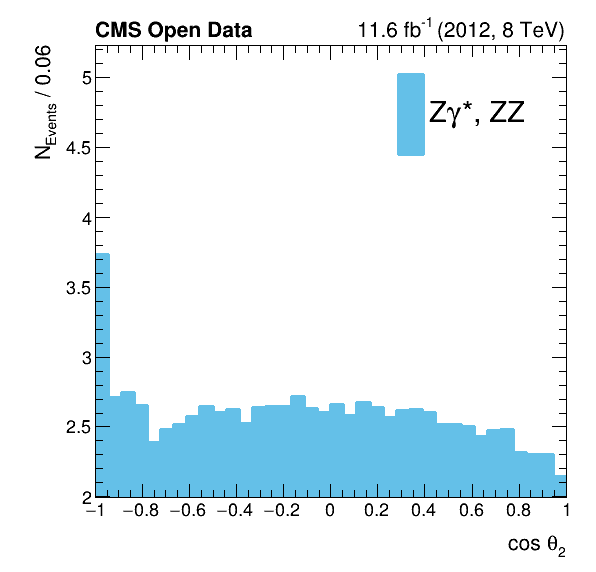 CMS Open Data 11.6 fb⁻¹ (2012, 8 TeV)
N_Events / 0.06
Zγ*, ZZ
5
4.5
4
3.5
3
2.5
2
−1 −0.8 −0.6 −0.4 −0.2 0 0.2 0.4 0.6 0.8 1
cos θ₂